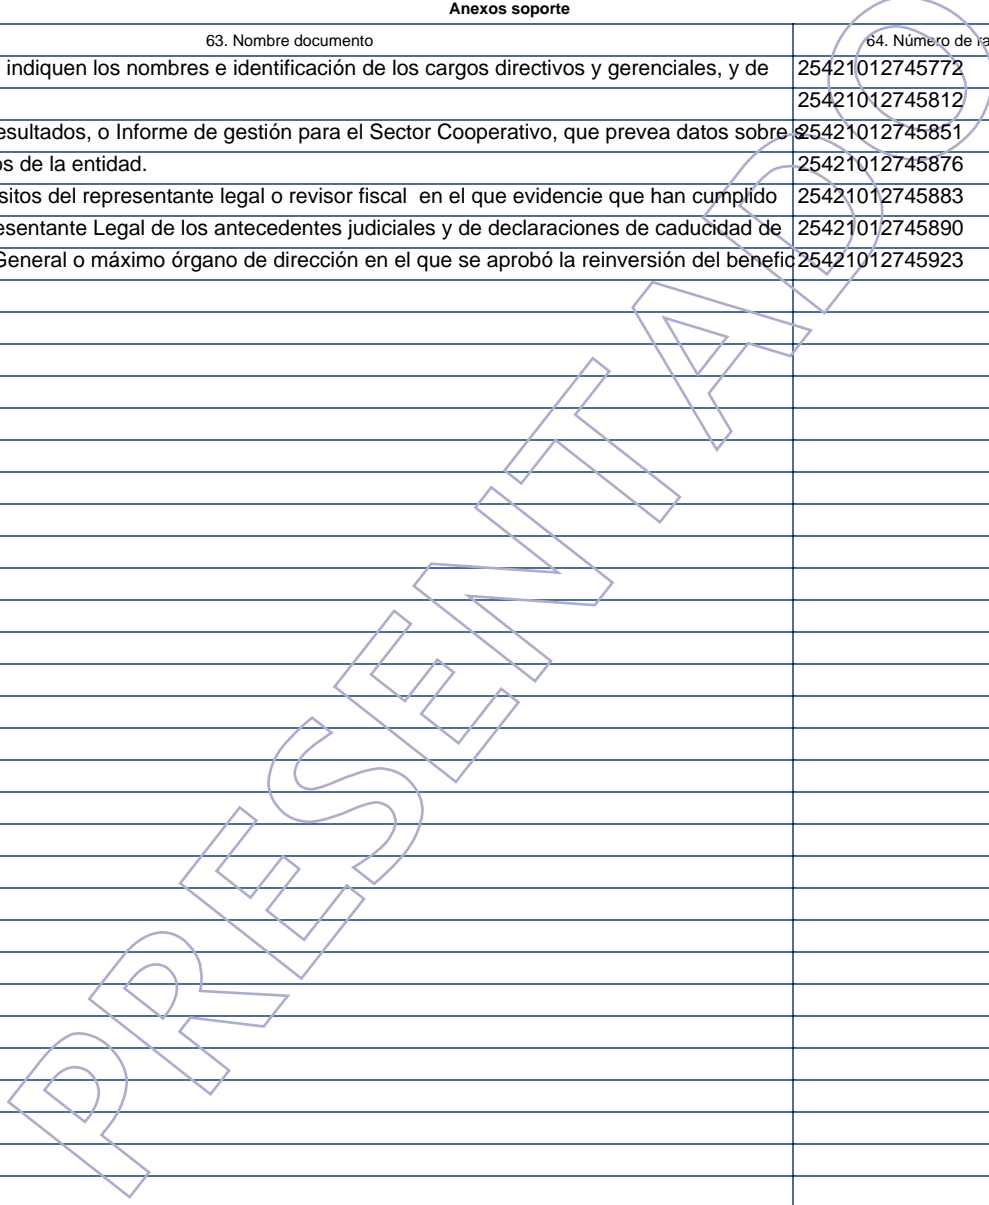 Anexos soporte
63. Nombre documento 64. Número de
indiquen los nombres e identificación de los cargos directivos y gerenciales, y de 25421012745772
25421012745812
esultados, o Informe de gestión para el Sector Cooperativo, que prevea datos sobre 25421012745851
os de la entidad. 25421012745876
sitos del representante legal o revisor fiscal en el que evidencie que han cumplido 25421012745883
esentante Legal de los antecedentes judiciales y de declaraciones de caducidad de 25421012745890
General o máximo órgano de dirección en el que se aprobó la reinversión del benefic 25421012745923
PRESENTADO